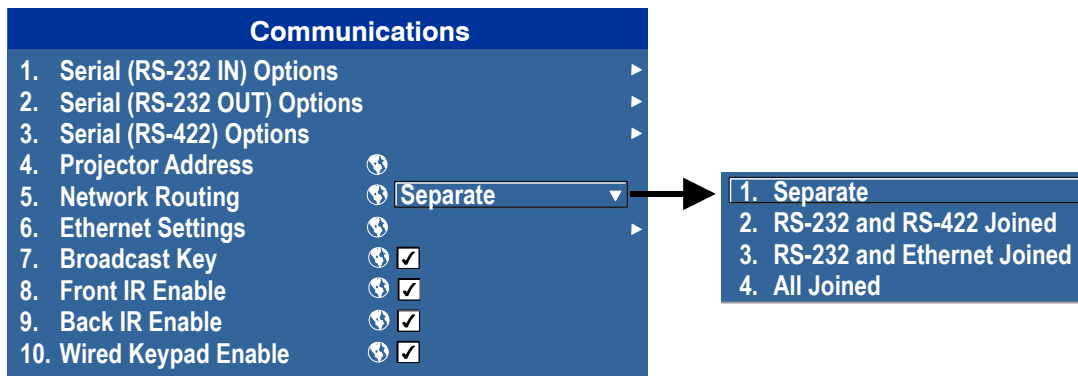 Communications
1. Serial (RS-232 IN) Options
2. Serial (RS-232 OUT) Options
3. Serial (RS-422) Options
4. Projector Address
5. Network Routing Separate
6. Ethernet Settings
7. Broadcast Key
8. Front IR Enable
9. Back IR Enable
10. Wired Keypad Enable
1. Separate
2. RS-232 and RS-422 Joined
3. RS-232 and Ethernet Joined
4. All Joined